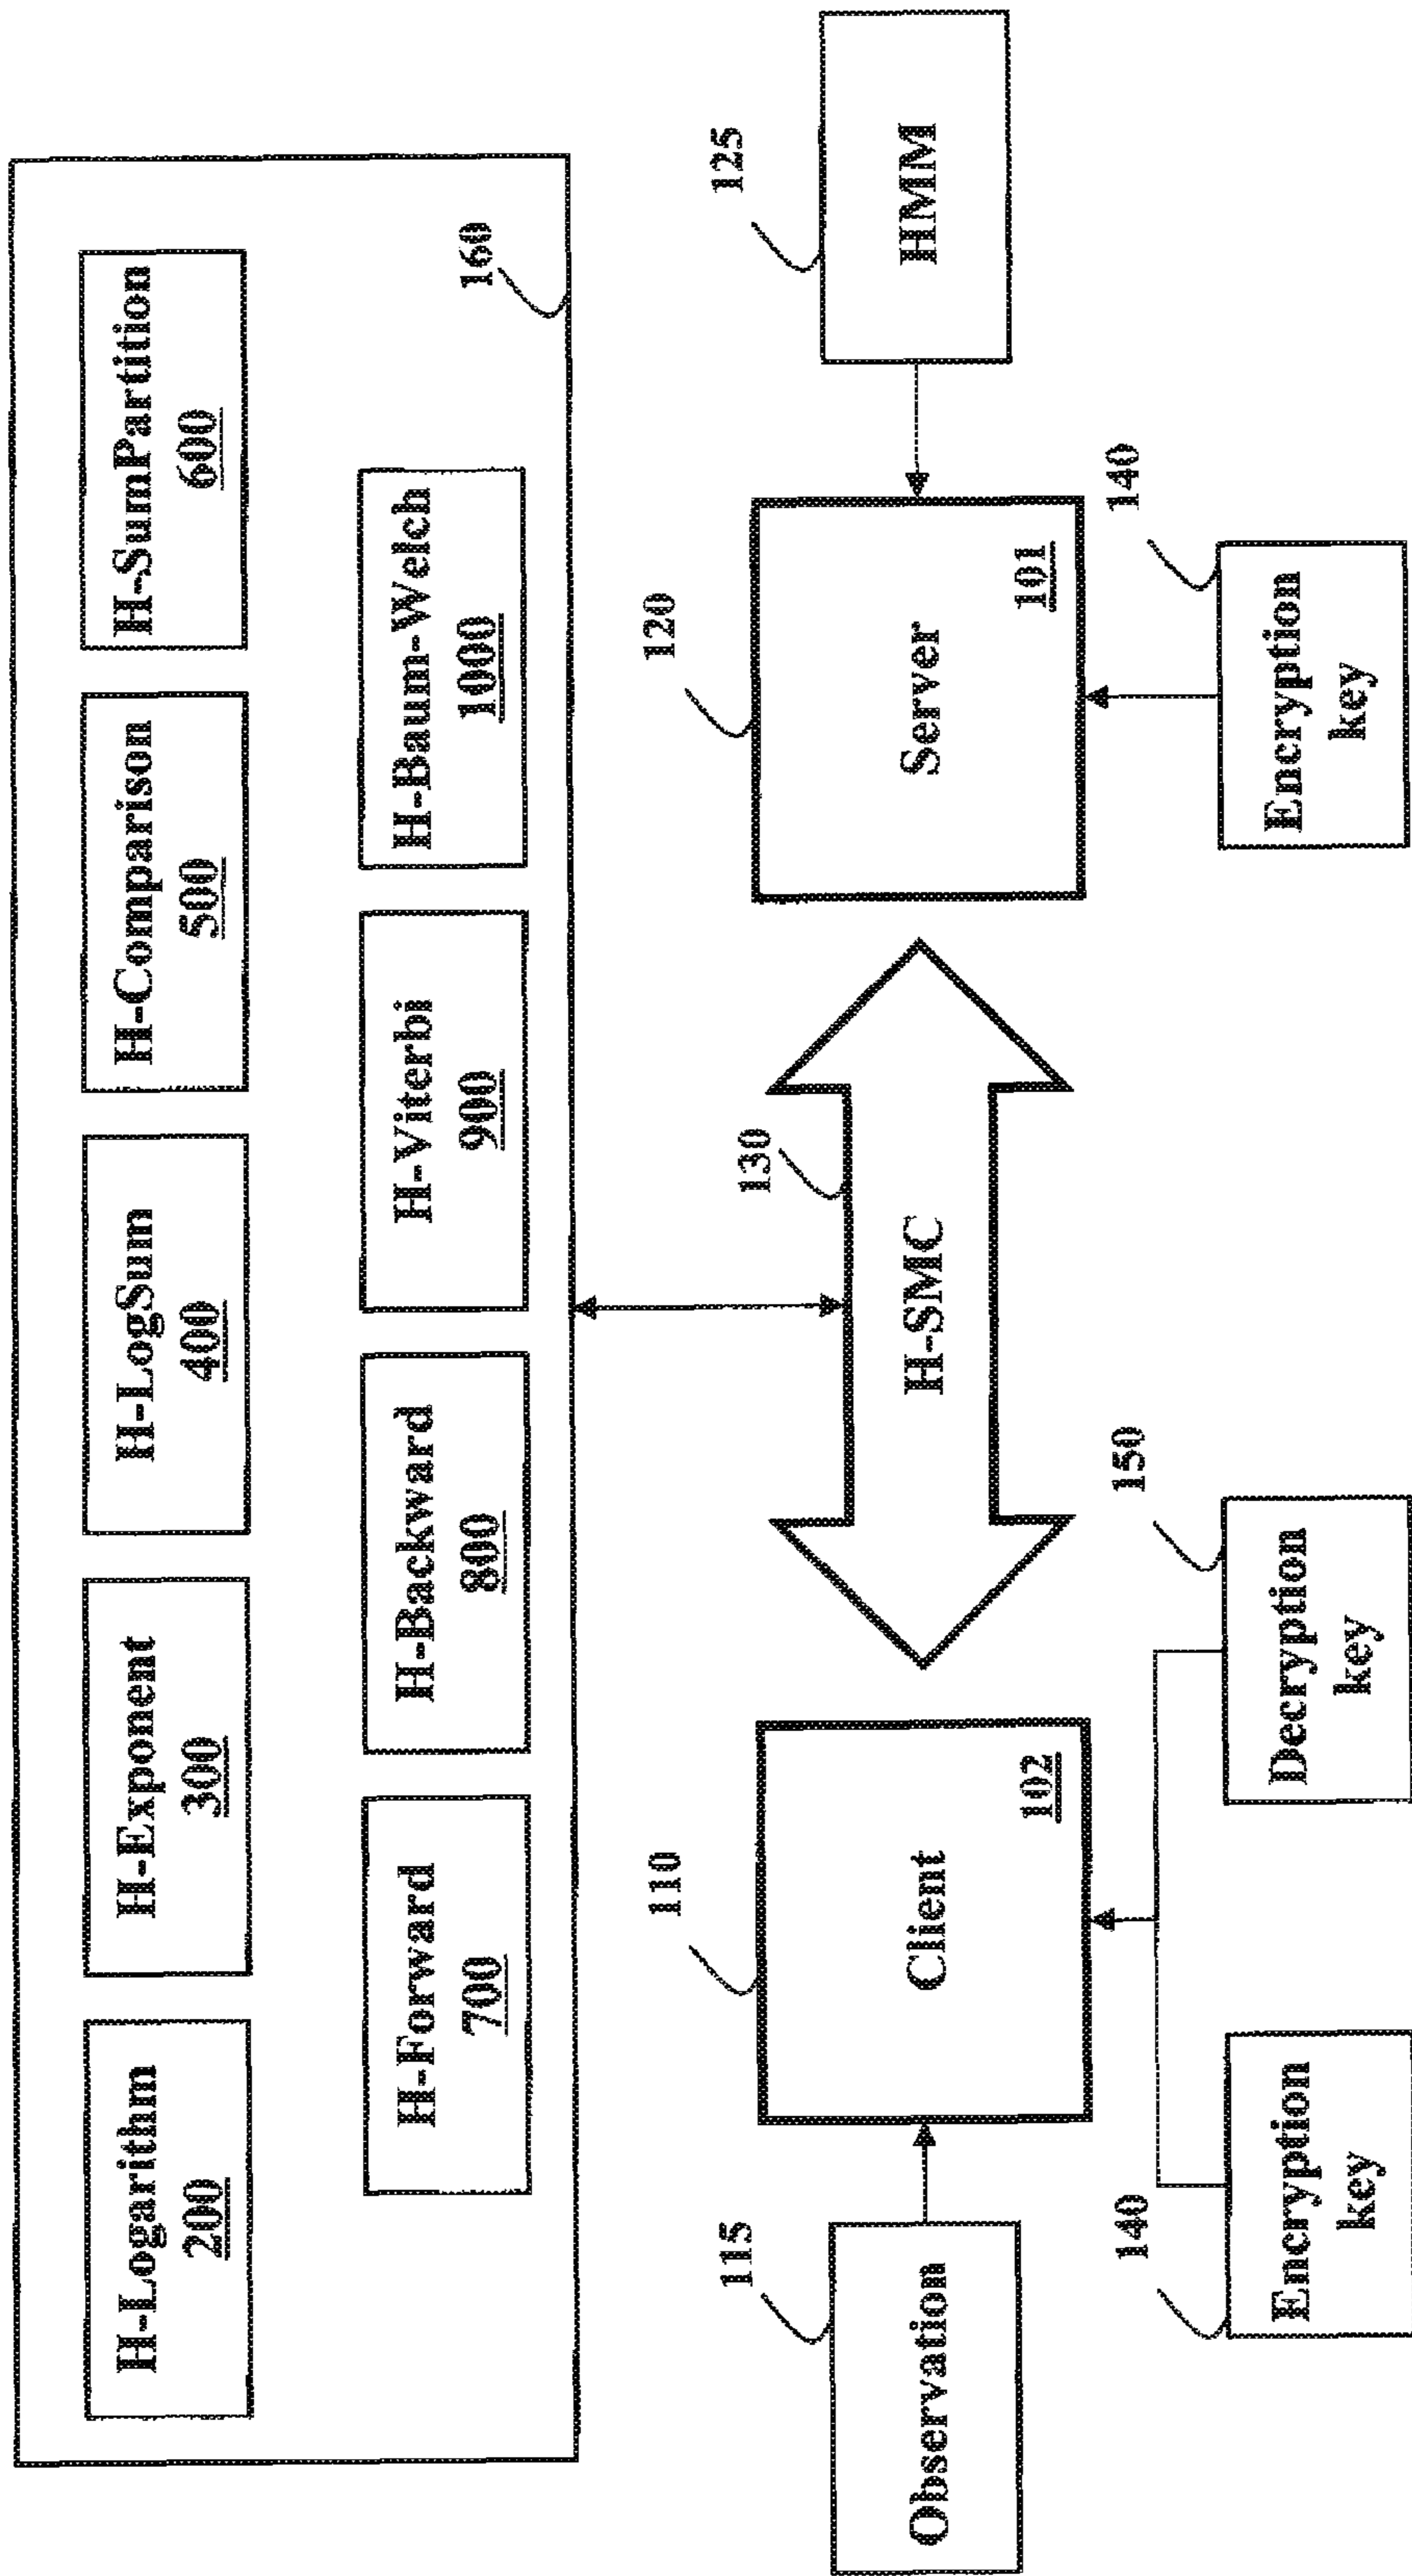 H-Logarithm
200
H-Exponent
300
H-LogSum
400
H-Comparison
500
H-SumPartition
600
H-Forward
700
H-Backward
800
H-Viterbi
900
H-Baum-Welch
1000
160
115
Observation
110
Client
102
130
H-SMC
120
Server
101
125
HMM
140
Encryption
key
150
Decryption
key
140
Encryption
key